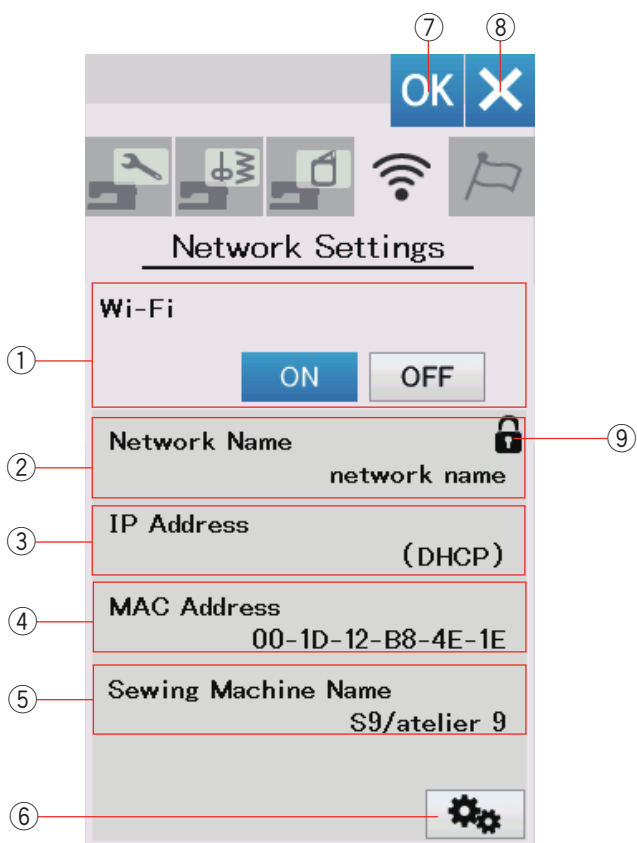 ⑦ ⑧
OK
Network Settings
Wi-Fi
①
ON OFF
Network Name
⑨
②
network name
IP Address
③
(DHCP)
MAC Address
④
00-1D-12-B8-4E-1E
Sewing Machine Name
⑤
S9/atelier 9
⑥